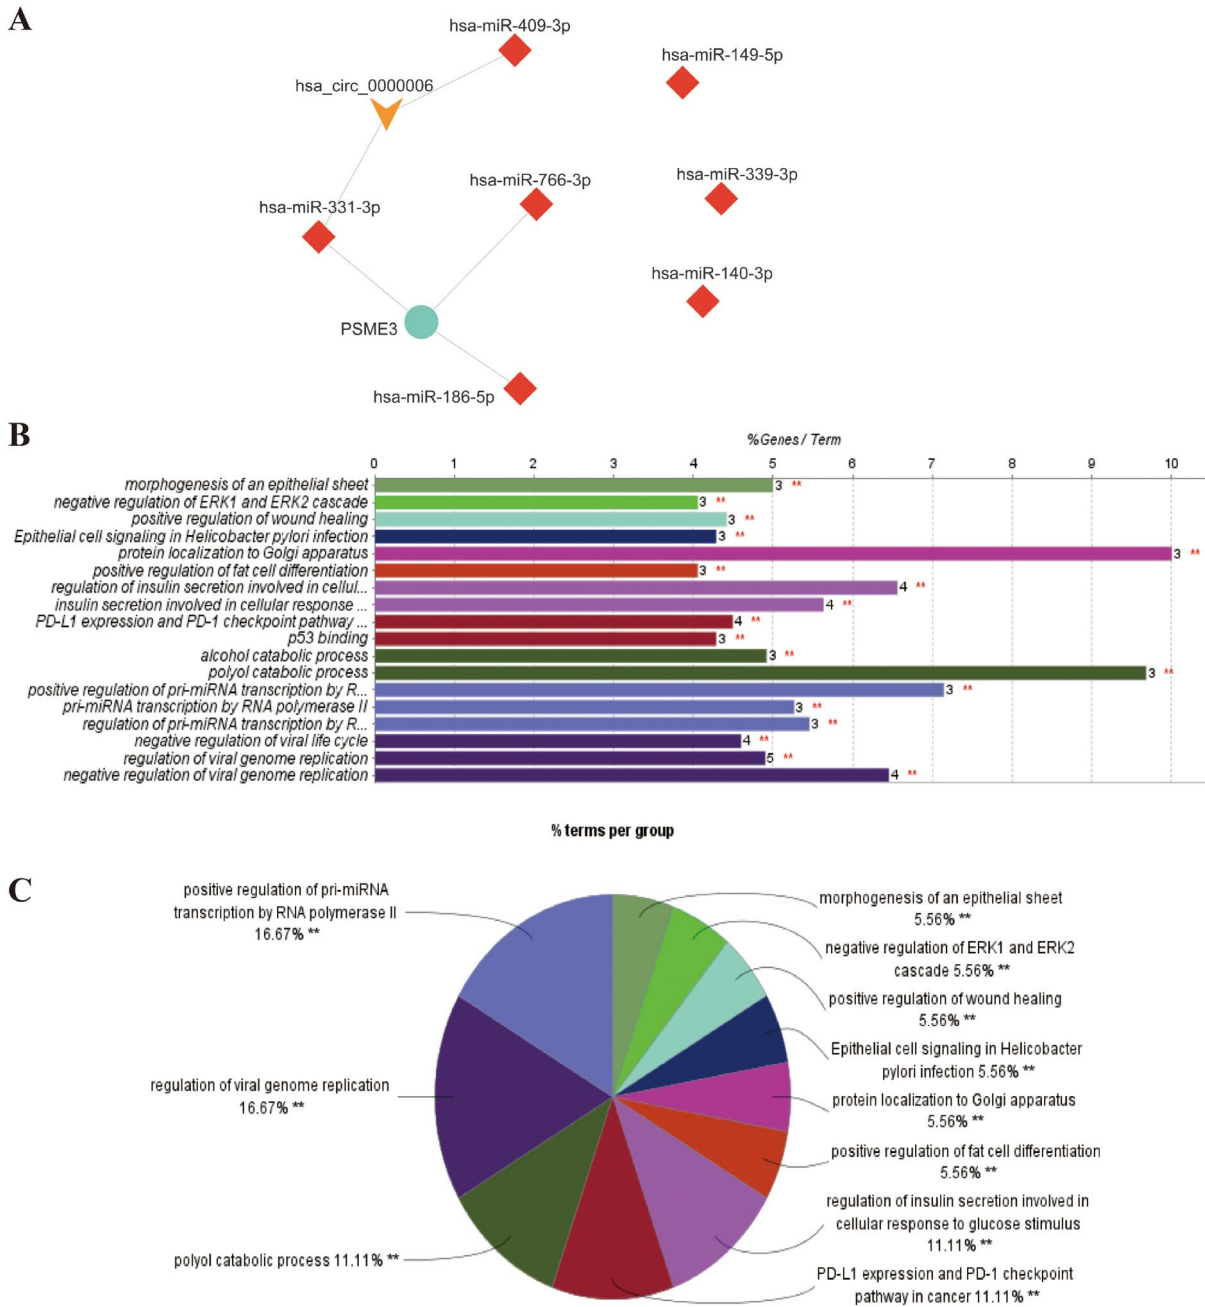 A
hsa-miR-409-3p
hsa-miR-149-5p
hsa_circ_0000006
hsa-miR-766-3p
hsa-miR-339-3p
hsa-miR-331-3p
hsa-miR-140-3p
PSME3
hsa-miR-186-5p
B
%Genes / Term
0 1 2 3 4 5 6 7 8 9 10
morphogenesis of an epithelial sheet 3 **
negative regulation of ERK1 and ERK2 cascade 3 **
positive regulation of wound healing 3 **
Epithelial cell signaling in Helicobacter pylori infection 3 **
protein localization to Golgi apparatus 3 **
positive regulation of fat cell differentiation 3 **
regulation of insulin secretion involved in cellul... 4 **
insulin secretion involved in cellular response ... 4 **
PD-L1 expression and PD-1 checkpoint pathway ... 4 **
p53 binding 3 **
alcohol catabolic process 3 **
polyol catabolic process 3 **
positive regulation of pri-miRNA transcription by R... 3 **
pri-miRNA transcription by RNA polymerase II 3 **
regulation of pri-miRNA transcription by R... 3 **
negative regulation of viral life cycle 4 **
regulation of viral genome replication 5 **
negative regulation of viral genome replication 4 **
% terms per group
C
positive regulation of pri-miRNA
transcription by RNA polymerase II
16.67% **
regulation of viral genome replication
16.67% **
polyol catabolic process 11.11% **
morphogenesis of an epithelial sheet
5.56% **
negative regulation of ERK1 and ERK2
cascade 5.56% **
positive regulation of wound healing
5.56% **
Epithelial cell signaling in Helicobacter
pylori infection 5.56% **
protein localization to Golgi apparatus
5.56% **
positive regulation of fat cell differentiation
5.56% **
regulation of insulin secretion involved in
cellular response to glucose stimulus
11.11% **
PD-L1 expression and PD-1 checkpoint
pathway in cancer 11.11% **